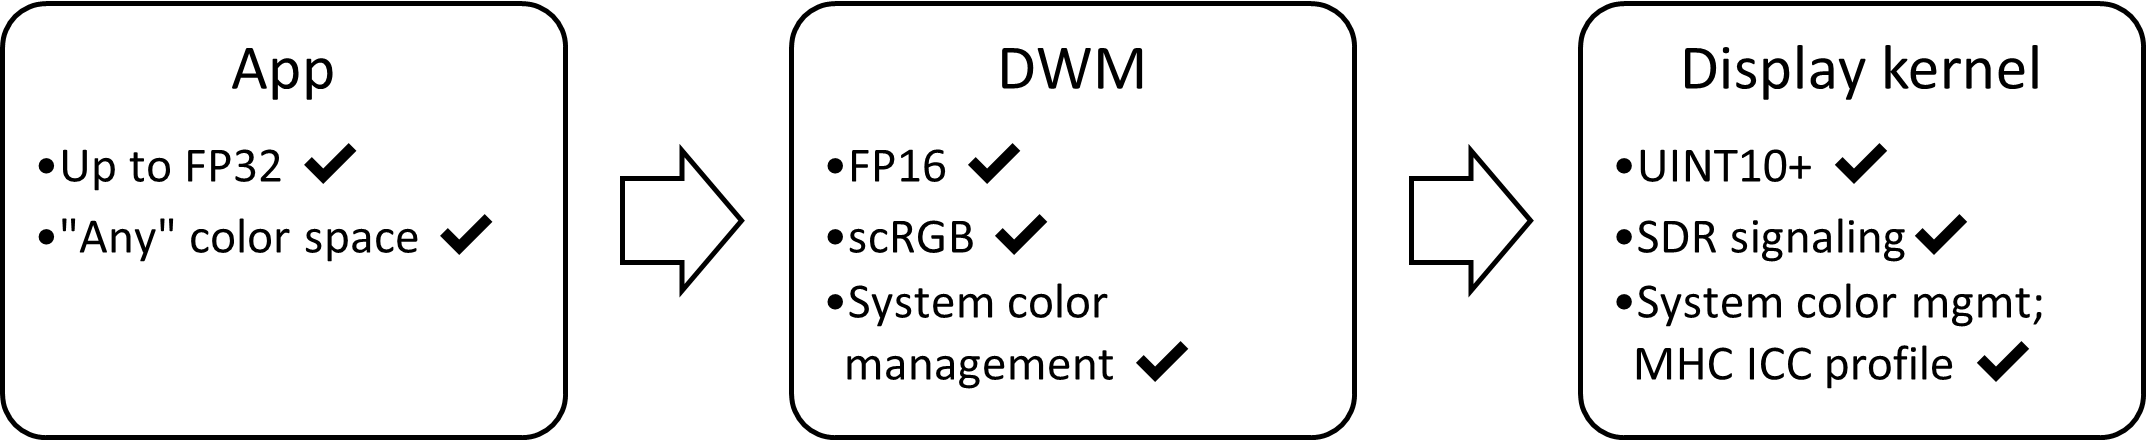 App
•Up to FP32 ✔
•"Any" color space ✔
DWM
•FP16 ✔
•scRGB ✔
•System color
management ✔
Display kernel
•UINT10+ ✔
•SDR signaling ✔
•System color mgmt;
MHC ICC profile ✔